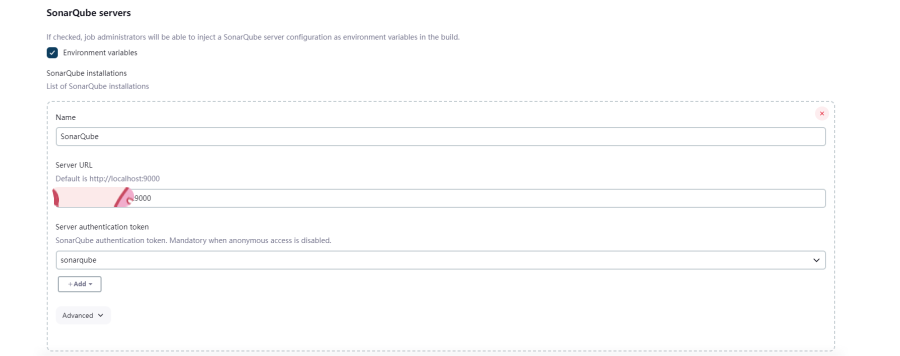 SonarQube servers
If checked, job administrators will be able to inject a SonarQube server configuration as environment variables in the build.
Environment variables
SonarQube installations
List of SonarQube installations
Name
SonarQube
Server URL
Default is http://localhost:9000
:9000
Server authentication token
SonarQube authentication token. Mandatory when anonymous access is disabled.
sonarqube
+ Add
Advanced